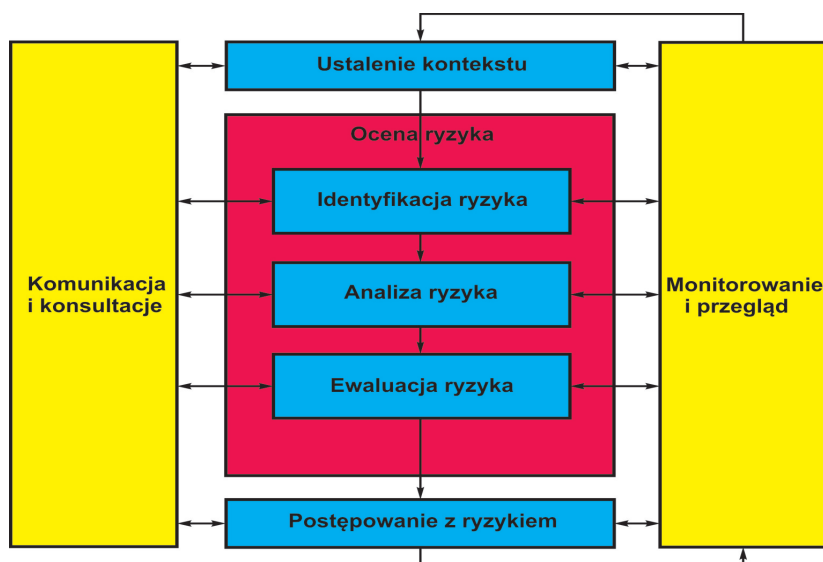 Ustalenie kontekstu
Ocena ryzyka
Identyfikacja ryzyka
Komunikacja
i konsultacje
Analiza ryzyka
Monitorowanie
i przegląd
Ewaluacja ryzyka
Postępowanie z ryzykiem